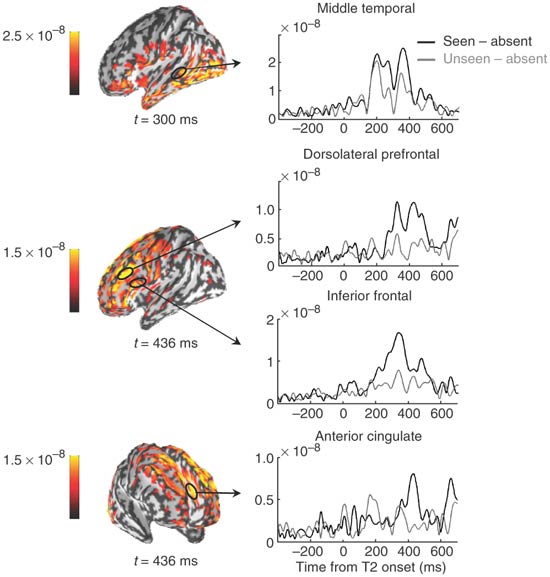 Middle temporal
2.5 × 10⁻⁸
× 10⁻⁸
3
2
1
0
Seen – absent
Unseen – absent
−200 0 200 400 600
t = 300 ms
Dorsolateral prefrontal
× 10⁻⁸
1.0
0.5
0
−200 0 200 400 600
1.5 × 10⁻⁸
t = 436 ms
Inferior frontal
× 10⁻⁸
2
1
0
−200 0 200 400 600
Anterior cingulate
1.5 × 10⁻⁸
× 10⁻⁸
1.0
0.5
0
−200 0 200 400 600
t = 436 ms
Time from T2 onset (ms)